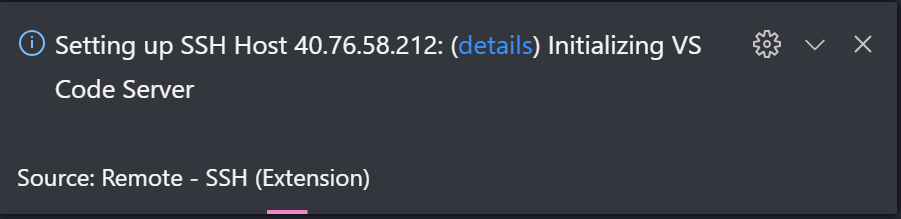 Setting up SSH Host 40.76.58.212: (details) Initializing VS
Code Server
Source: Remote - SSH (Extension)